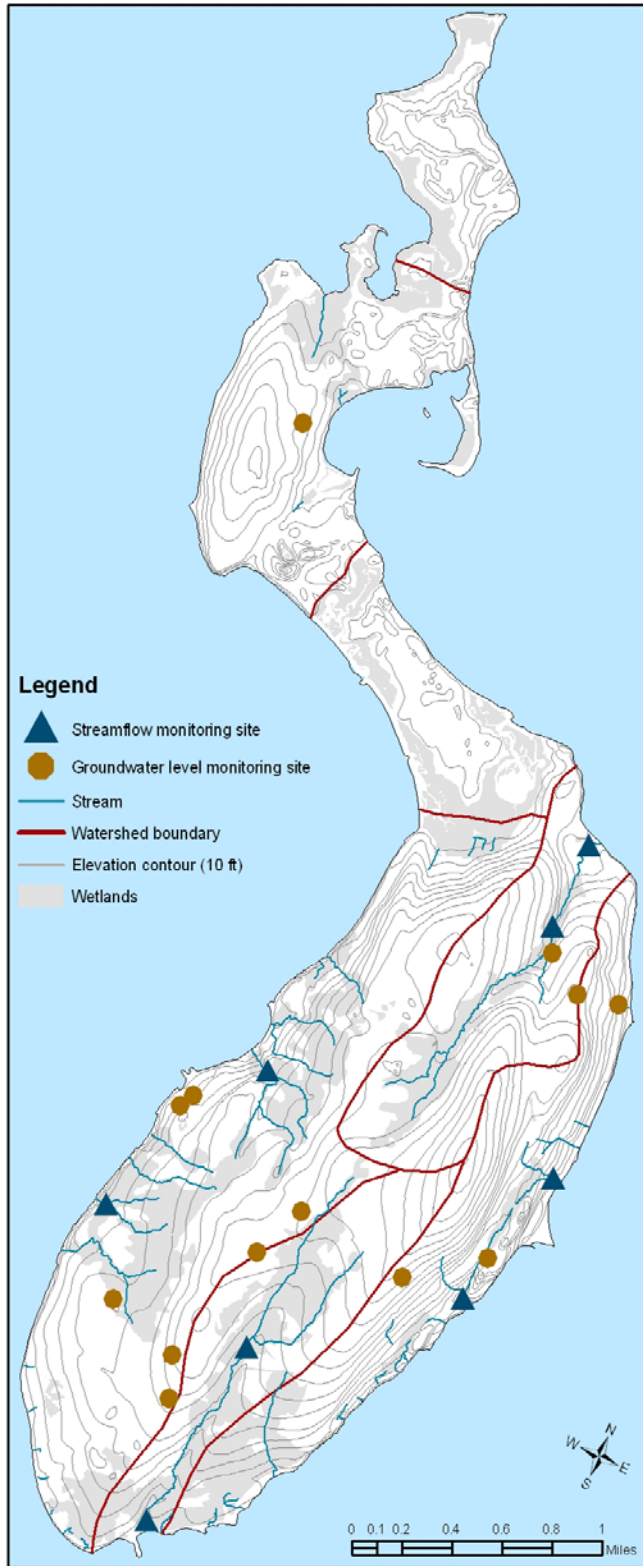 Legend
Streamflow monitoring site
Groundwater level monitoring site
Stream
Watershed boundary
Elevation contour (10 ft)
Wetlands
N
W
E
S
0 0.1 0.2 0.4 0.6 0.8 1
Miles